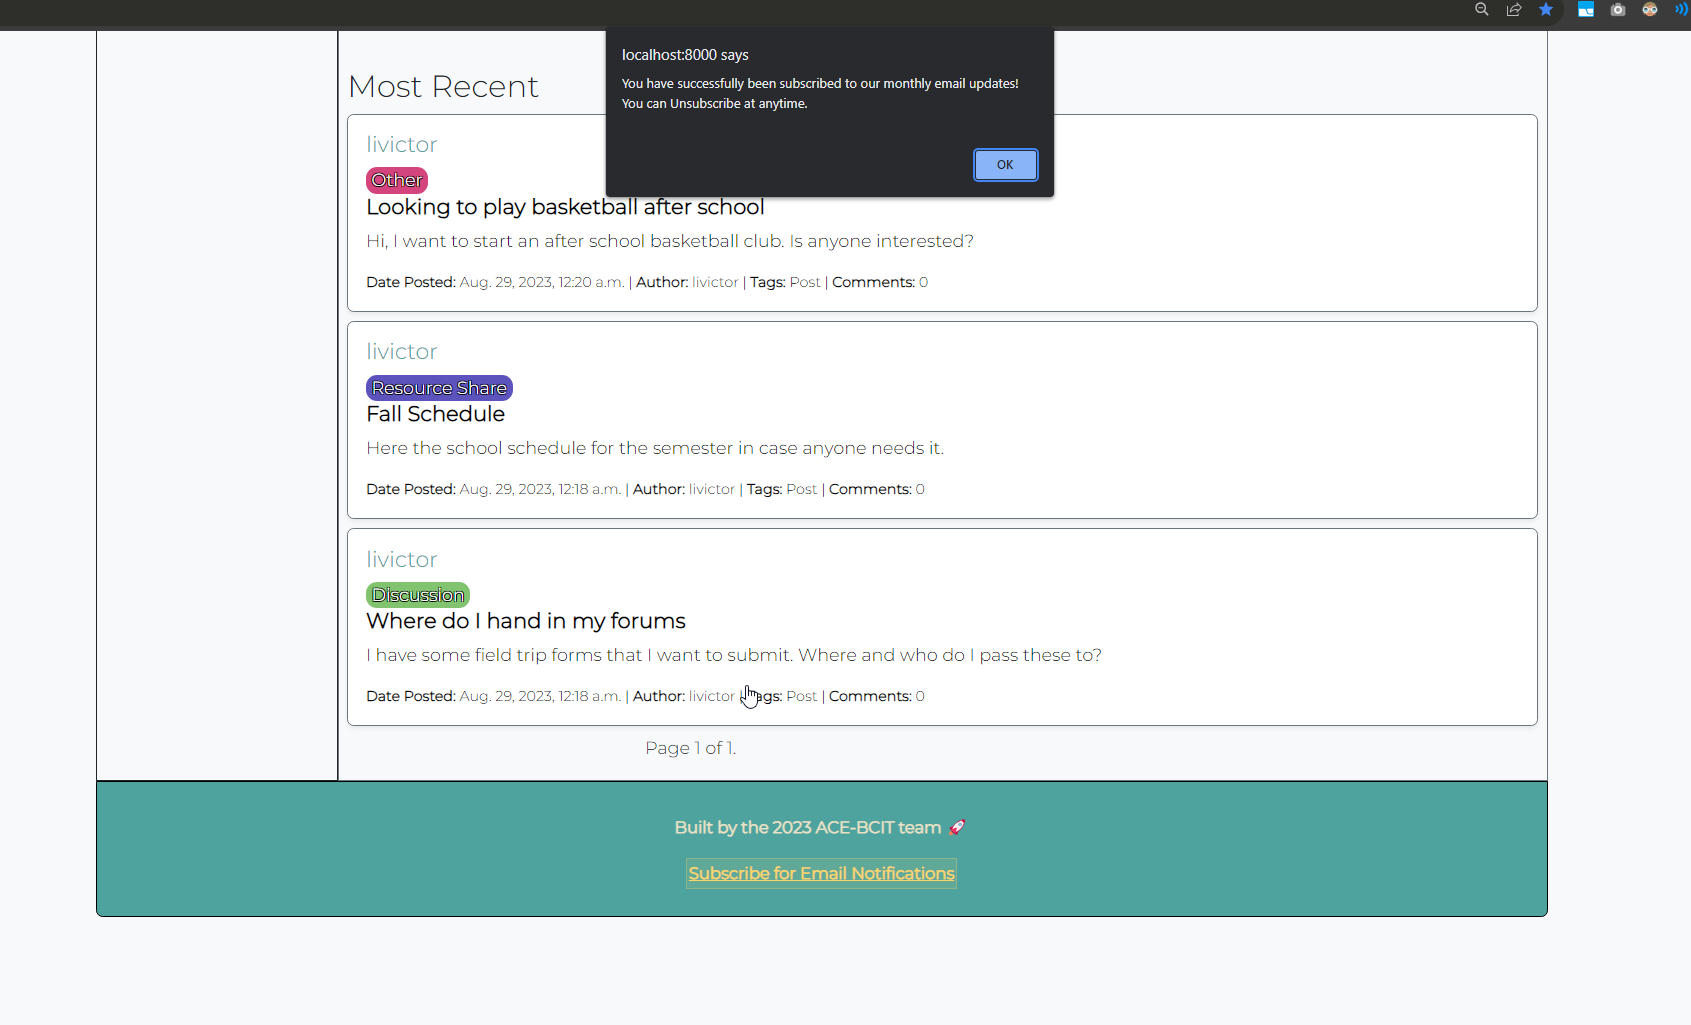 localhost:8000 says
You have successfully been subscribed to our monthly email updates!
You can Unsubscribe at anytime.
OK
Most Recent
livictor
Other
Looking to play basketball after school
Hi, I want to start an after school basketball club. Is anyone interested?
Date Posted: Aug. 29, 2023, 12:20 a.m. | Author: livictor | Tags: Post | Comments: 0
livictor
Resource Share
Fall Schedule
Here the school schedule for the semester in case anyone needs it.
Date Posted: Aug. 29, 2023, 12:18 a.m. | Author: livictor | Tags: Post | Comments: 0
livictor
Discussion
Where do I hand in my forums
I have some field trip forms that I want to submit. Where and who do I pass these to?
Date Posted: Aug. 29, 2023, 12:18 a.m. | Author: livictor | Tags: Post | Comments: 0
Page 1 of 1.
Built by the 2023 ACE-BCIT team 🚀
Subscribe for Email Notifications